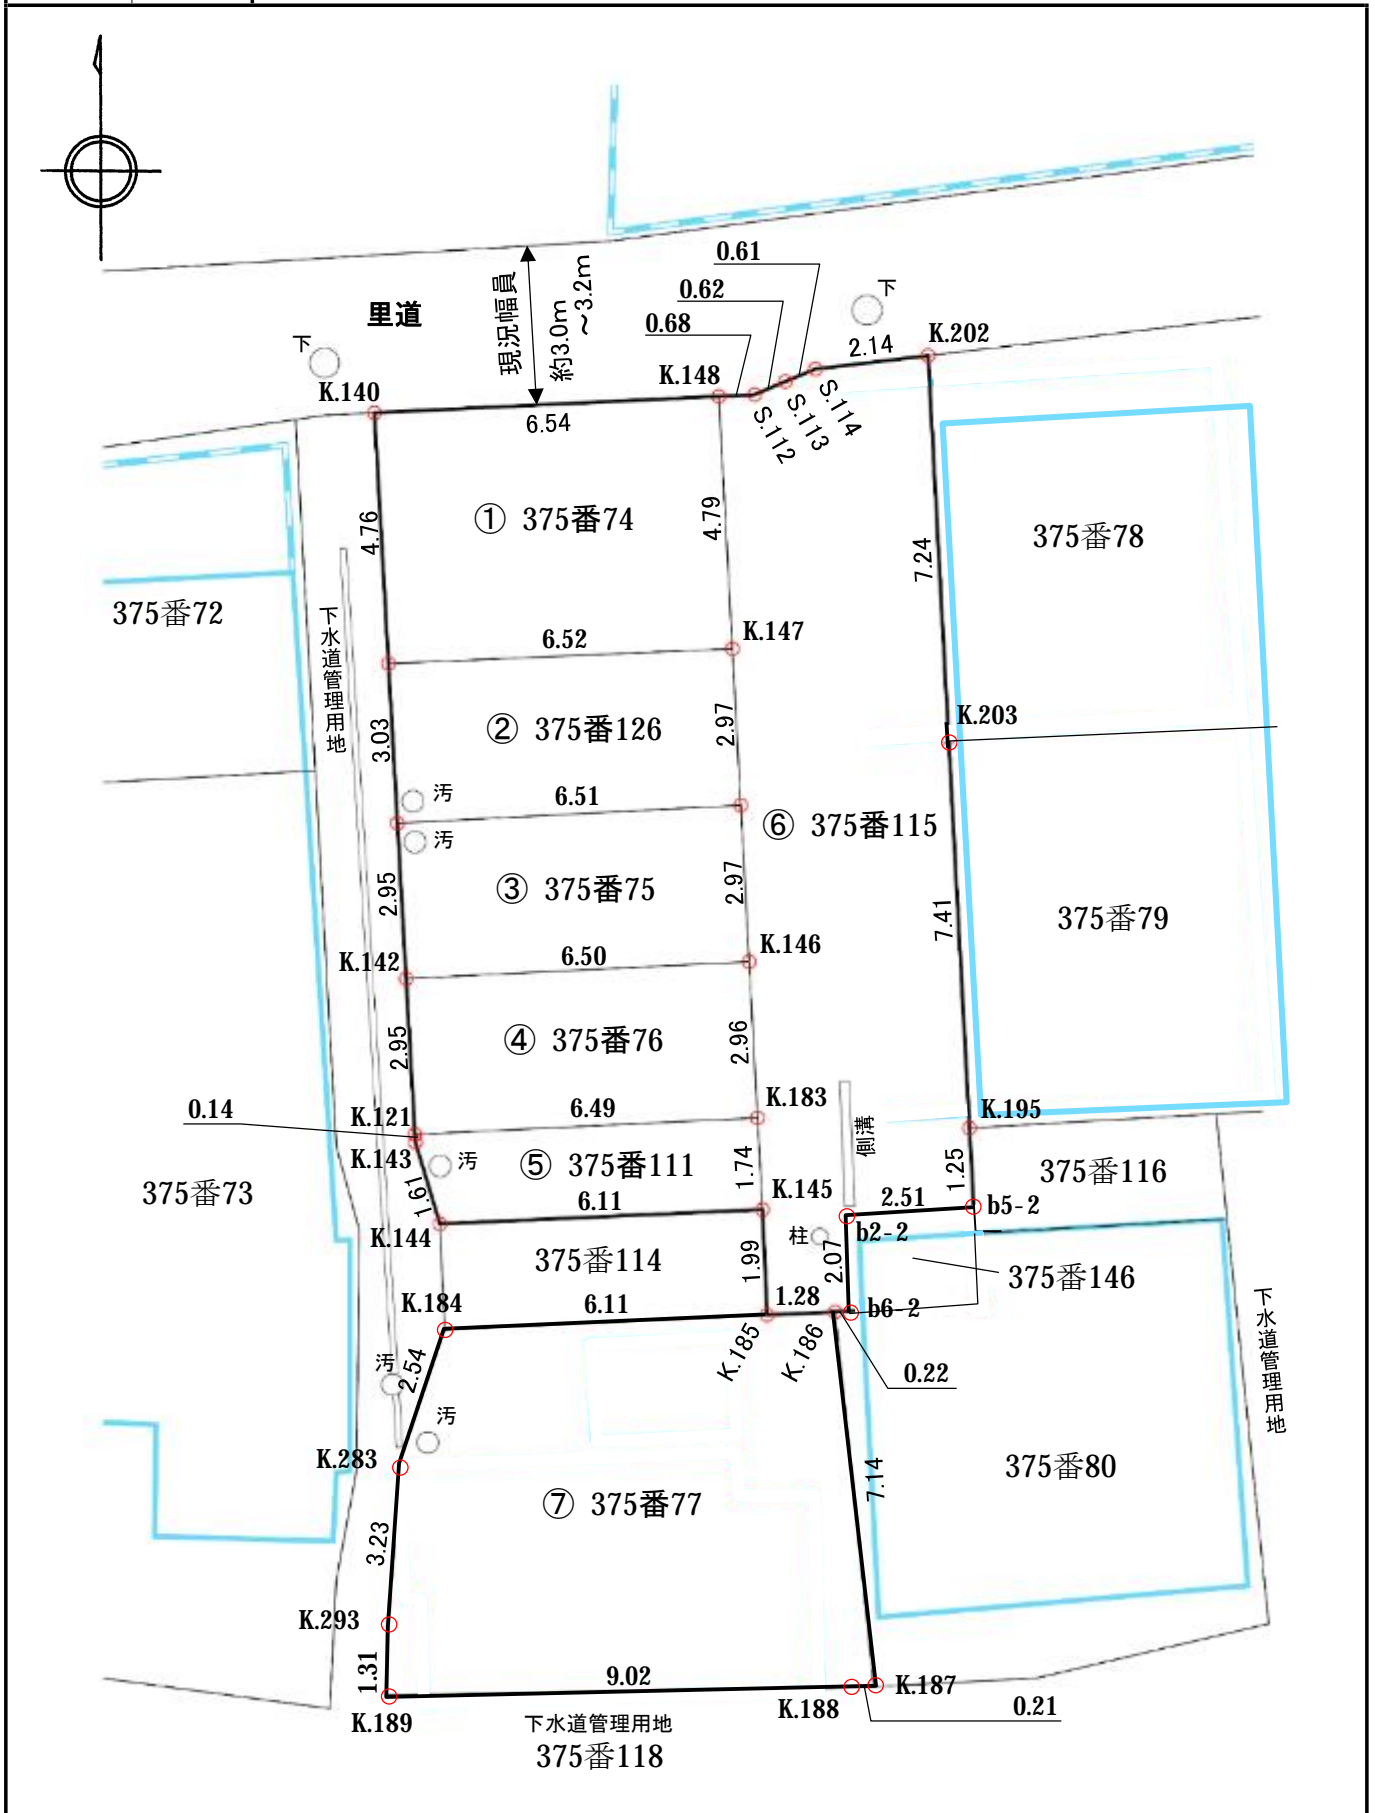 0.61
0.62
0.68
里道
現況幅員
約3.0m
～3.2m
下
下
K.202
2.14
K.140
K.148
6.54
S.112
S.113
S.114
① 375番74
4.76
4.79
7.24
375番78
375番72
下水道管理用地
6.52
K.147
② 375番126
3.03
2.97
K.203
汚
6.51
汚
⑥ 375番115
③ 375番75
2.95
2.97
7.41
375番79
K.142
6.50
K.146
④ 375番76
2.95
2.96
0.14
K.121
6.49
K.183
K.195
K.143
汚
⑤ 375番111
1.74
側溝
1.25
375番116
375番73
1.61
6.11
K.145
2.51
b5-2
K.144
柱
b2-2
375番114
1.99
2.07
375番146
K.184
6.11
1.28
b6-2
K.185
K.186
0.22
下水道管理用地
汚
2.54
汚
K.283
7.14
375番80
⑦ 375番77
3.23
K.293
1.31
9.02
K.187
K.189
K.188
0.21
下水道管理用地
375番118